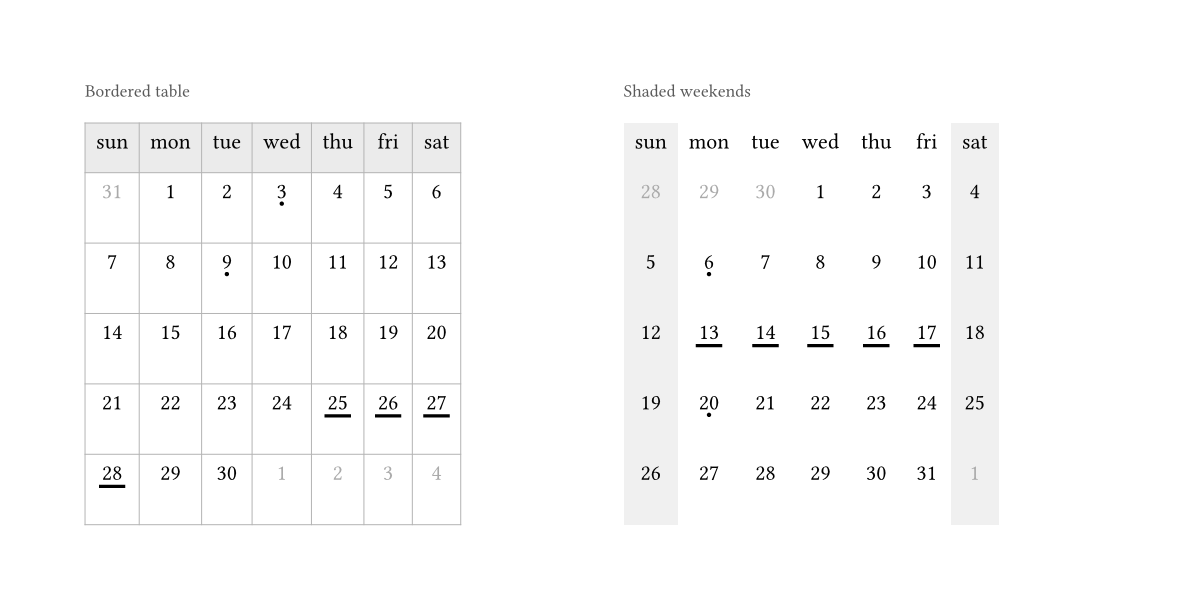 Bordered table
sun mon tue wed thu fri sat
31 1 2 3 4 5 6
7 8 9 10 11 12 13
14 15 16 17 18 19 20
21 22 23 24 25 26 27
28 29 30 1 2 3 4
Shaded weekends
sun mon tue wed thu fri sat
28 29 30 1 2 3 4
5 6 7 8 9 10 11
12 13 14 15 16 17 18
19 20 21 22 23 24 25
26 27 28 29 30 31 1